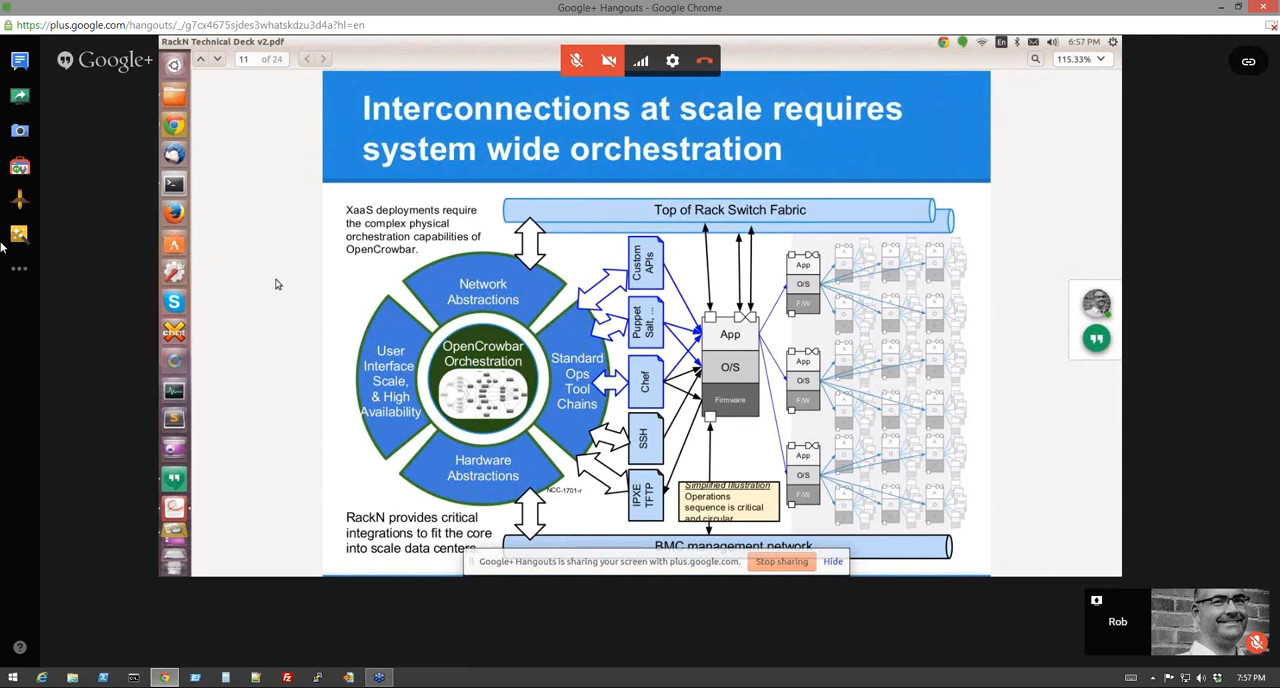 Google+ Hangouts - Google Chrome
https://plus.google.com/hangouts/_/g7cx4675sjdes3whatskdzu3d4a?hl=en
Google+
RackN Technical Deck v2.pdf
En
6:57 PM
11 of 24
115.33%
Interconnections at scale requires
system wide orchestration
XaaS deployments require
the complex physical
orchestration capabilities of
OpenCrowbar.
Top of Rack Switch Fabric
Network
Abstractions
User
Interface
Scale,
& High
Availability
OpenCrowbar
Orchestration
Standard
Ops
Tool
Chains
Hardware
Abstractions
NCC-1701-r
Custom
APIs
Puppet
Salt, ...
Chef
SSH
IPXE
TFTP
App
O/S
Firmware
App
O/S
F/W
App
O/S
F/W
App
O/S
F/W
Simplified Illustration
Operations
sequence is critical
and circular
RackN provides critical
integrations to fit the core
into scale data centers
BMC management network
Google+ Hangouts is sharing your screen with plus.google.com.
Stop sharing
Hide
Rob
7:57 PM